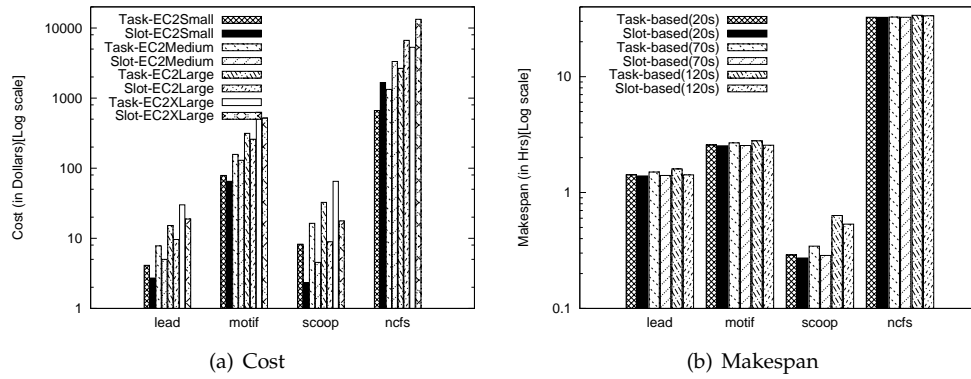 Cost (in Dollars)[Log scale]
10000
1000
100
10
1
Task-EC2Small
Slot-EC2Small
Task-EC2Medium
Slot-EC2Medium
Task-EC2Large
Slot-EC2Large
Task-EC2XLarge
Slot-EC2XLarge
lead motif scoop ncfs
(a) Cost
Makespan (in Hrs)[Log scale]
10
1
0.1
Task-based(20s)
Slot-based(20s)
Task-based(70s)
Slot-based(70s)
Task-based(120s)
Slot-based(120s)
lead motif scoop ncfs
(b) Makespan